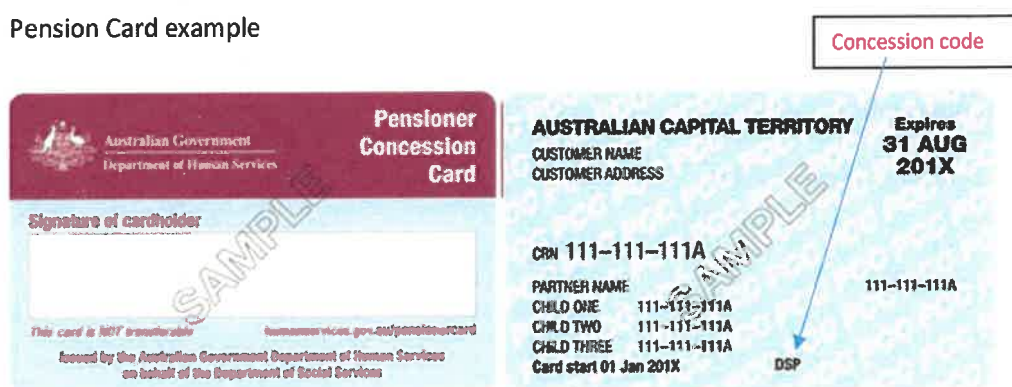 Pension Card example
Concession code
Australian Government
Department of Human Services
Pensioner
Concession
Card
Signature of cardholder
SAMPLE
This card is NOT transferable
humanservices.gov.au/pensionercard
Issued by the Australian Government Department of Human Services
on behalf of the Department of Social Services
AUSTRALIAN CAPITAL TERRITORY
CUSTOMER NAME
CUSTOMER ADDRESS
Expires
31 AUG
201X
CRN 111-111-111A
SAMPLE
PARTNER NAME 111-111-111A
CHILD ONE 111-111-111A
CHILD TWO 111-111-111A
CHILD THREE 111-111-111A
Card start 01 Jan 201X DSP